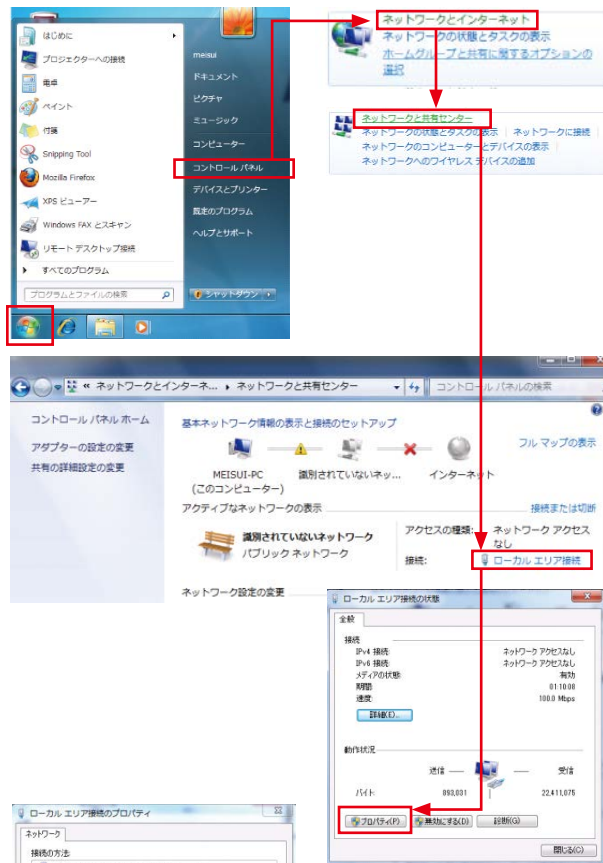 はじめに
プロジェクターへの接続
電卓
ペイント
付箋
Snipping Tool
Mozilla Firefox
XPS ビューアー
Windows FAX とスキャン
リモート デスクトップ接続
すべてのプログラム
プログラムとファイルの検索
meisui
ドキュメント
ピクチャ
ミュージック
コンピューター
コントロール パネル
デバイスとプリンター
既定のプログラム
ヘルプとサポート
シャットダウン
ネットワークとインターネット
ネットワークの状態とタスクの表示
ホームグループと共有に関するオプションの
選択
ネットワークと共有センター
ネットワークの状態とタスクの表示 ネットワークに接続
ネットワークのコンピューターとデバイスの表示
ネットワークへのワイヤレス デバイスの追加
« ネットワークとインターネ... ネットワークと共有センター
コントロール パネルの検索
コントロール パネル ホーム
アダプターの設定の変更
共有の詳細設定の変更
基本ネットワーク情報の表示と接続のセットアップ
フル マップの表示
MEISUI-PC 識別されていないネッ... インターネット
(このコンピューター)
アクティブなネットワークの表示 接続または切断
識別されていないネットワーク
パブリック ネットワーク
アクセスの種類: ネットワーク アクセス
なし
接続: ローカル エリア接続
ネットワーク設定の変更
ローカル エリア接続の状態
全般
接続
IPv4 接続: ネットワーク アクセスなし
IPv6 接続: ネットワーク アクセスなし
メディアの状態: 有効
期間: 01:10:08
速度: 100.0 Mbps
詳細(E)...
動作状況
送信 受信
バイト: 893,031 22,411,075
プロパティ(P) 無効にする(D) 診断(G)
閉じる(C)
ローカル エリア接続のプロパティ
ネットワーク
接続の方法: